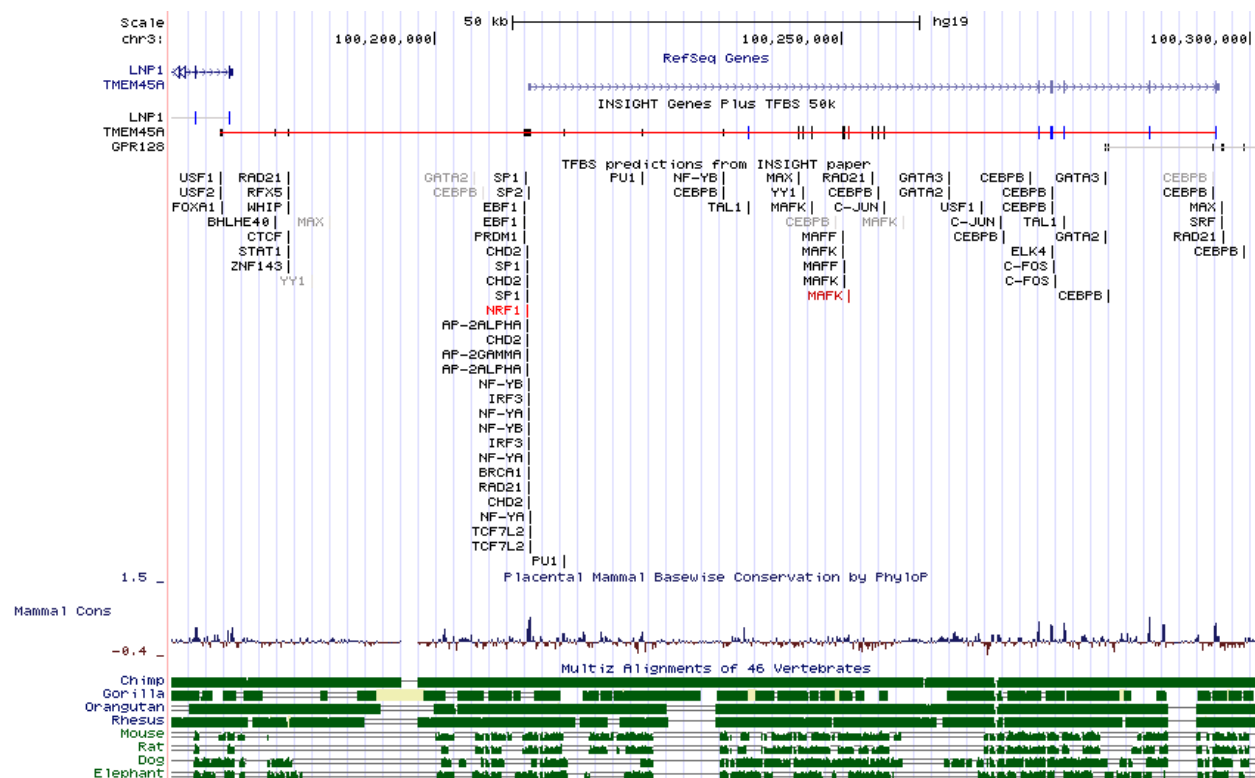 Scale 50 kb hg19
chr3: 100,200,000 100,250,000 100,300,000
RefSeq Genes
LNP1
TMEM45A
INSIGHT Genes Plus TFBS 50k
LNP1
TMEM45A
GPR128
TFBS predictions from INSIGHT paper
USF1 RAD21 GATA2 SP1 PU1 NF-YB MAX RAD21 GATA3 CEBPB GATA3 CEBPB
USF2 RFX5 CEBPB SP2 CEBPB YY1 CEBPB GATA2 CEBPB CEBPB
FOXA1 WHIP EBF1 TAL1 MAFK C-JUN USF1 CEBPB MAX
BHLHE40 MAX EBF1 CEBPB MAFK C-JUN TAL1 SRF
CTCF PRDM1 MAFF CEBPB GATA2 RAD21
STAT1 CHD2 MAFK ELK4 CEBPB
ZNF143 SP1 MAFF C-FOS
YY1 CHD2 MAFK C-FOS
SP1 MAFK CEBPB
NRF1
AP-2ALPHA
CHD2
AP-2GAMMA
AP-2ALPHA
NF-YB
IRF3
NF-YA
NF-YB
IRF3
NF-YA
BRCA1
RAD21
CHD2
NF-YA
TCF7L2
TCF7L2
PU1
1.5 _ Placental Mammal Basewise Conservation by PhyloP
Mammal Cons
-0.4 _
Multiz Alignments of 46 Vertebrates
Chimp
Gorilla
Orangutan
Rhesus
Mouse
Rat
Dog
Elephant